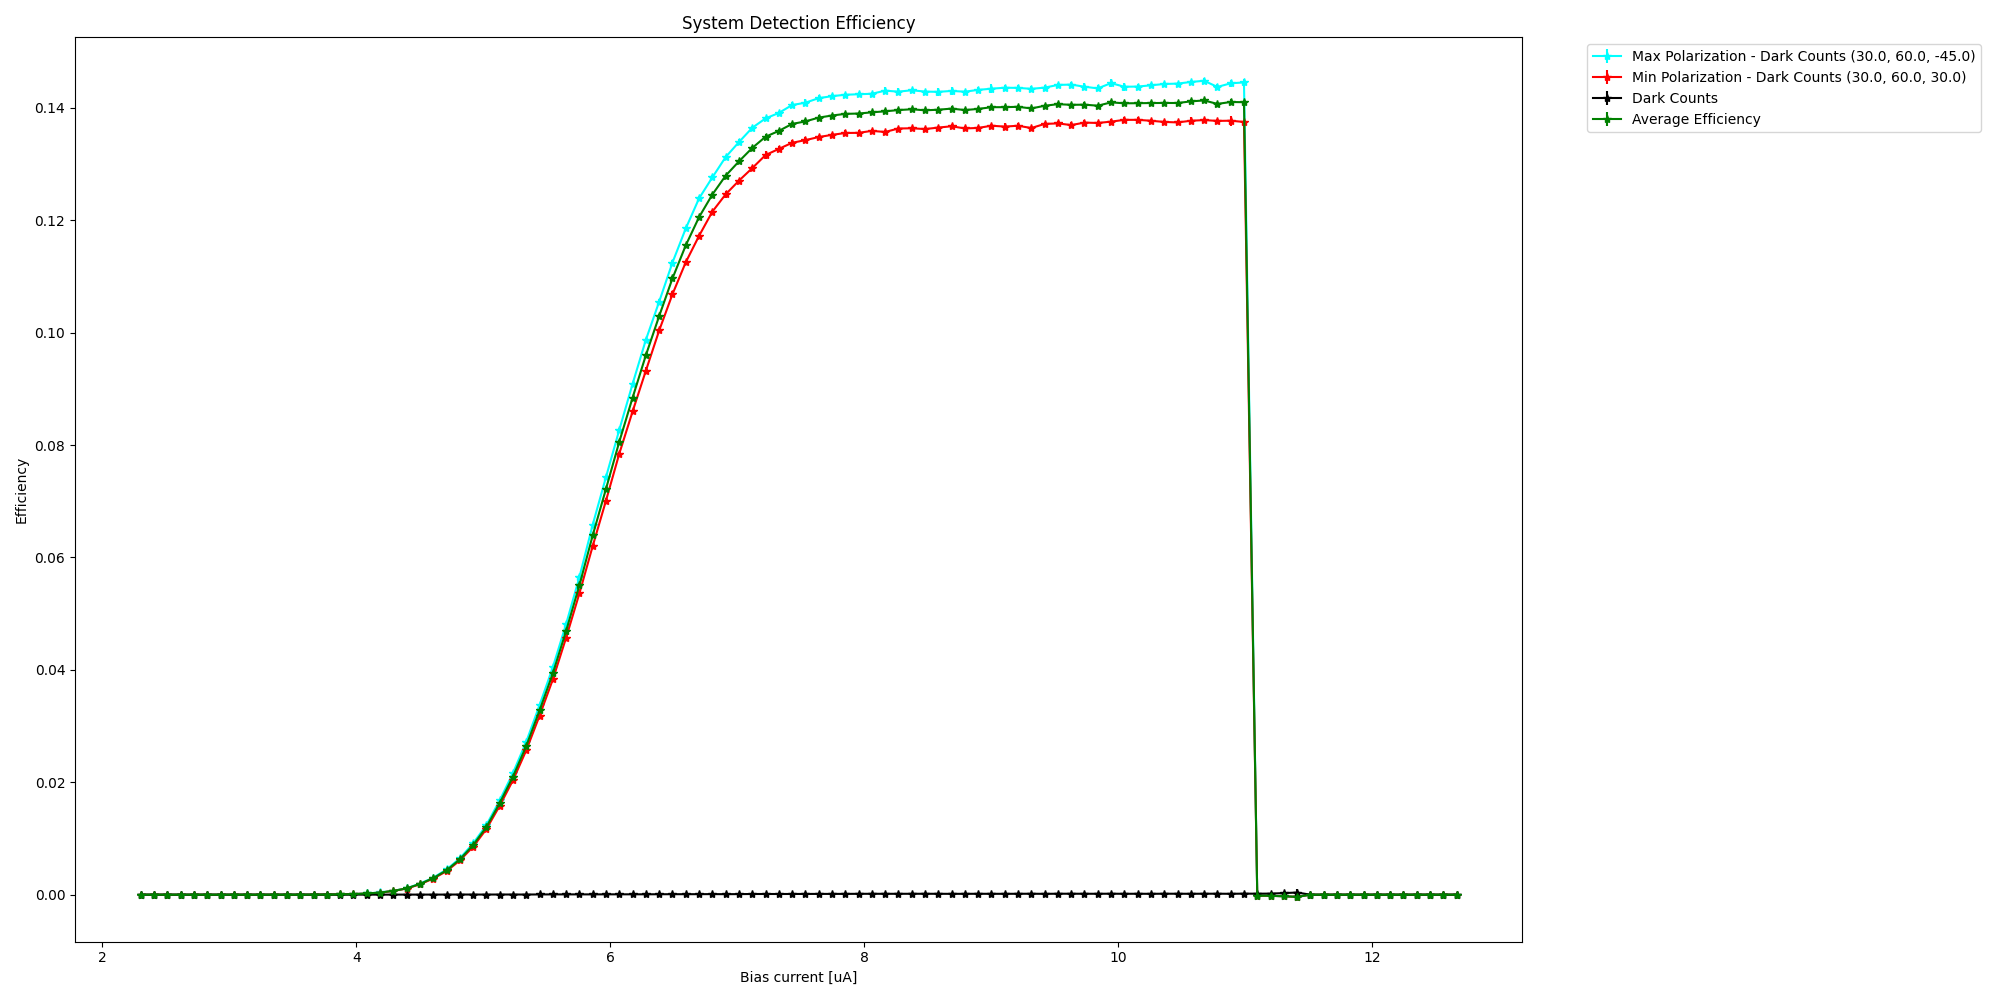 System Detection Efficiency
Max Polarization - Dark Counts (30.0, 60.0, -45.0)
Min Polarization - Dark Counts (30.0, 60.0, 30.0)
Dark Counts
Average Efficiency
0.14
0.12
0.10
0.08
0.06
0.04
0.02
0.00
Efficiency
2 4 6 8 10 12
Bias current [uA]